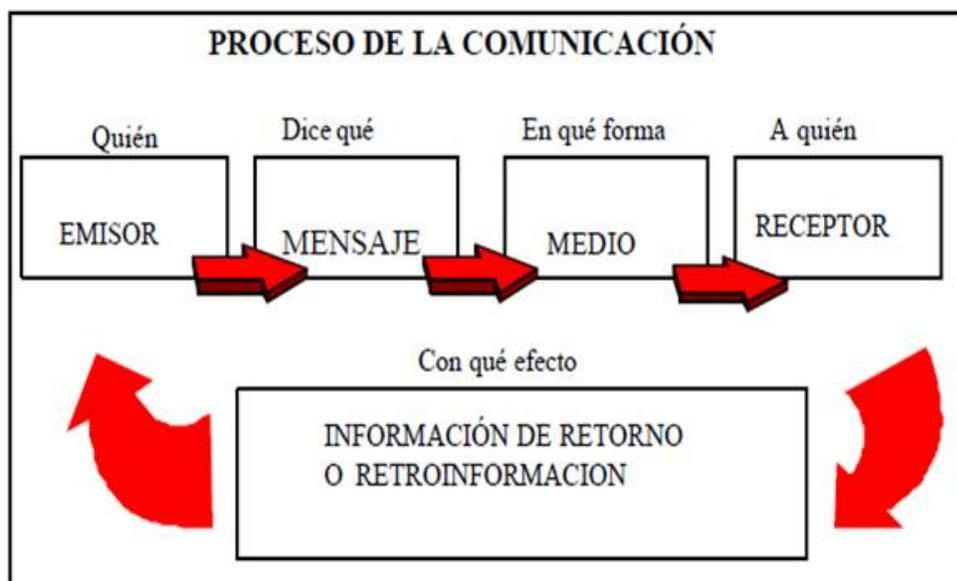 PROCESO DE LA COMUNICACIÓN
Quién
Dice qué
En qué forma
A quién
EMISOR
MENSAJE
MEDIO
RECEPTOR
Con qué efecto
INFORMACIÓN DE RETORNO
O RETROINFORMACION